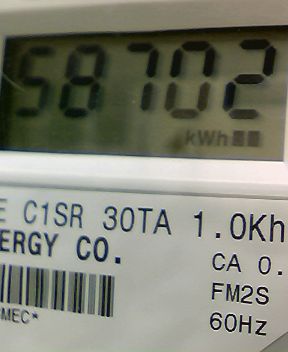 58702
kWh
E C1SR 30TA 1.0Kh
ERGY CO.
CA 0.
FM2S
MEC*
60Hz